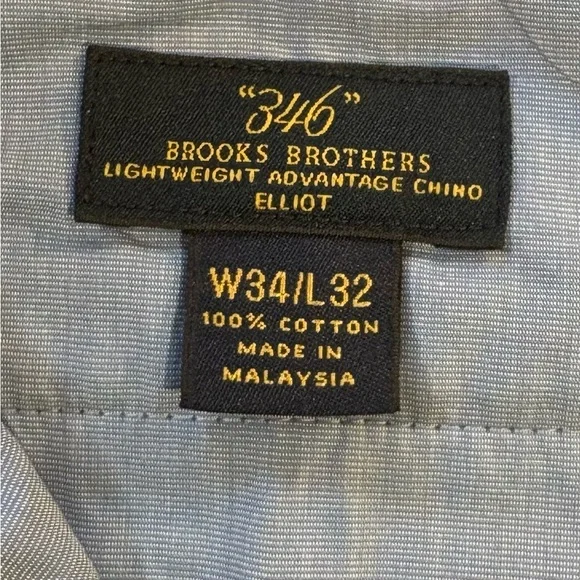 “346”
BROOKS BROTHERS
LIGHTWEIGHT ADVANTAGE CHINO
ELLIOT
W34/L32
100% COTTON
MADE IN
MALAYSIA